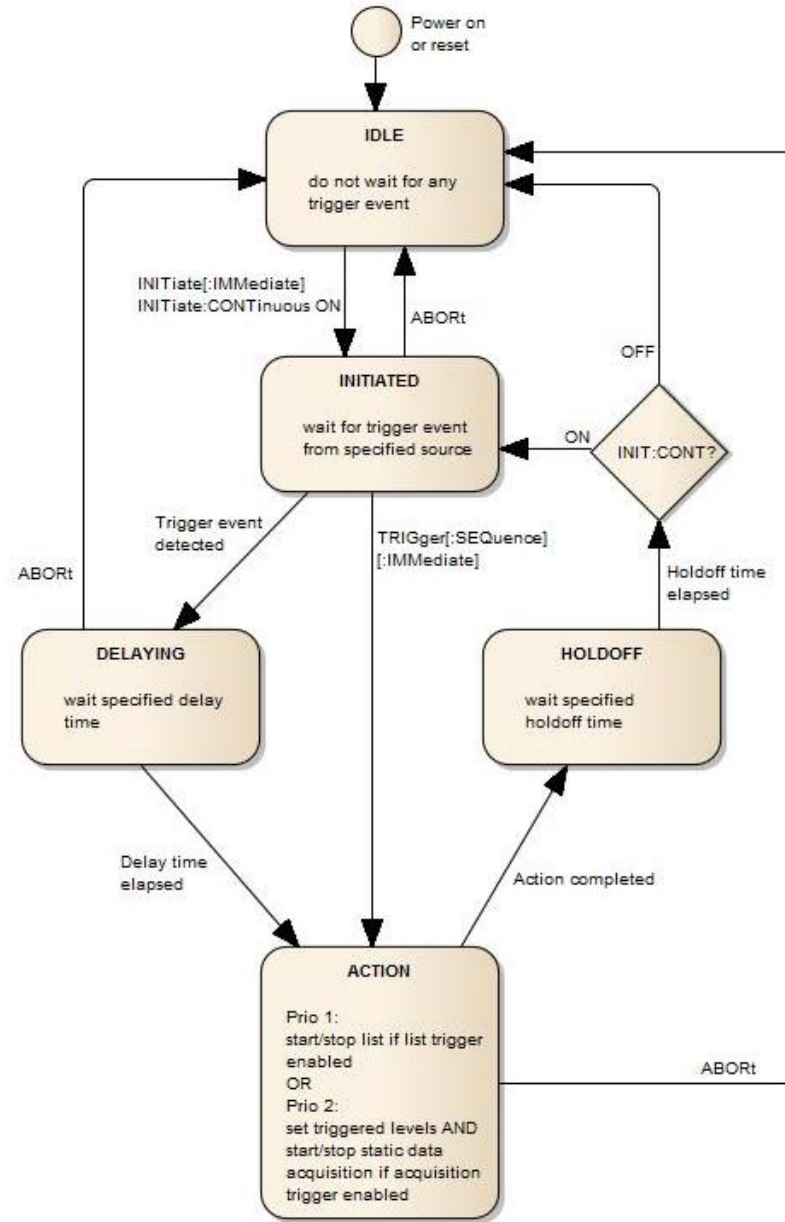 Power on
or reset
IDLE
do not wait for any
trigger event
INITiate[:IMMediate]
INITiate:CONTinuous ON
ABORt
OFF
INITIATED
wait for trigger event
from specified source
ON
INIT:CONT?
Trigger event
detected
TRIGger[:SEQuence]
[:IMMediate]
ABORt
Holdoff time
elapsed
DELAYING
wait specified delay
time
HOLDOFF
wait specified
holdoff time
Delay time
elapsed
Action completed
ACTION
Prio 1:
start/stop list if list trigger
enabled
OR
Prio 2:
set triggered levels AND
start/stop static data
acquisition if acquisition
trigger enabled
ABORt